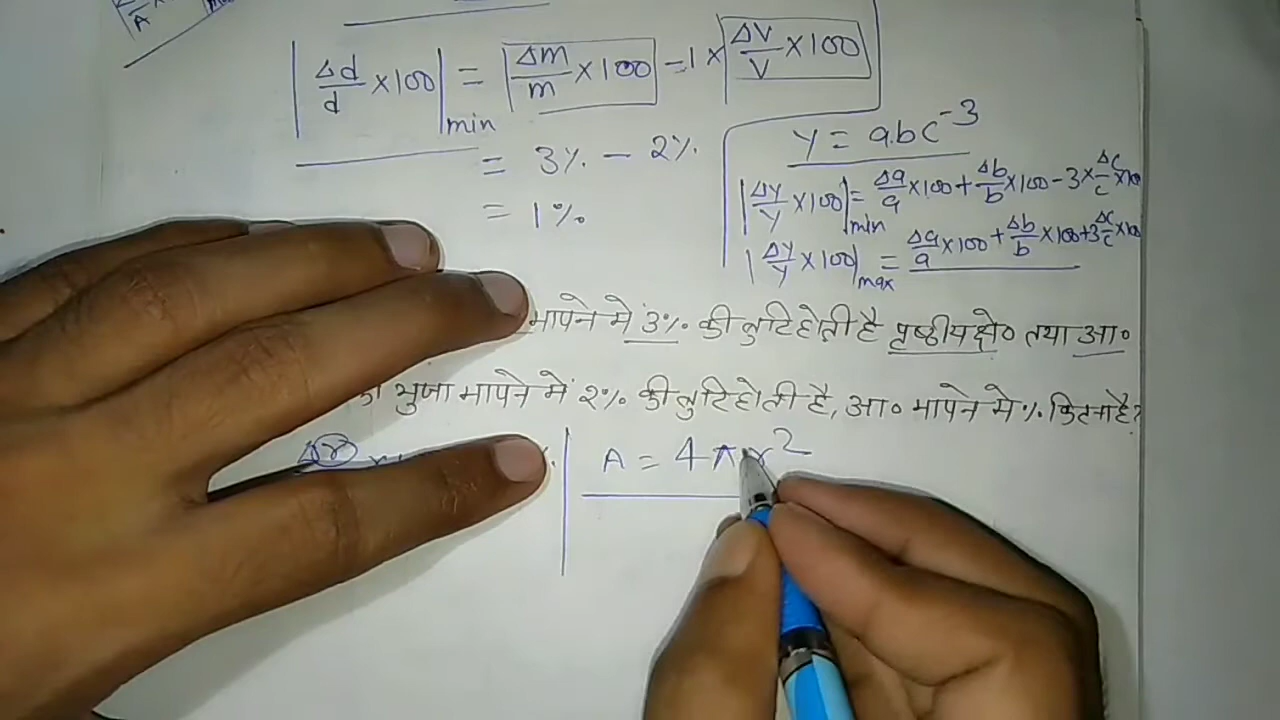 |Δd/d ×100|min = Δm/m ×100 - 1× ΔV/V ×100
= 3% - 2%
= 1%
y = abc⁻³
|Δy/y ×100|min = Δa/a ×100 + Δb/b ×100 - 3× Δc/c ×100
|Δy/y ×100|max = Δa/a ×100 + Δb/b ×100 + 3 Δc/c ×100
मापने में 3% की त्रुटि होती है पृष्ठीय क्षे० तथा आ०
भुजा मापने में 2% की त्रुटि होती है, आ० मापने में % कितना है?
Δr
A = 4πr²